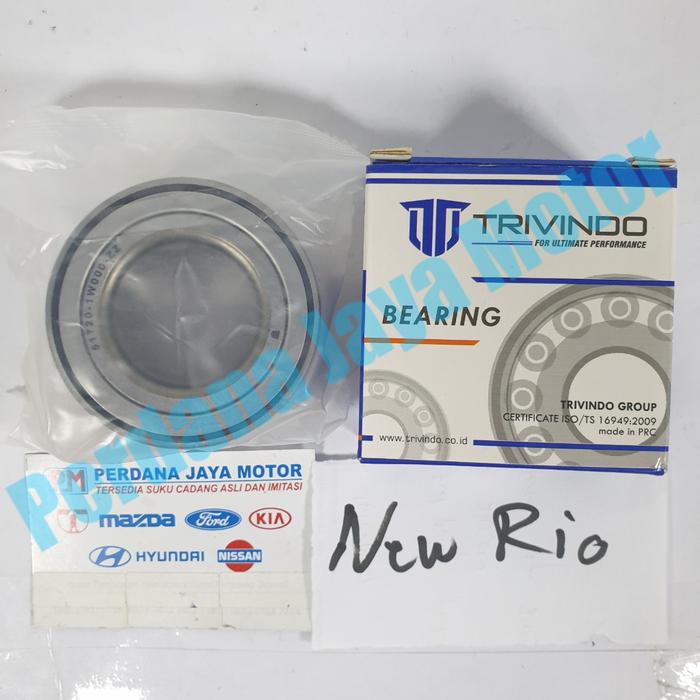 51720-1W000-ZZ
TRIVINDO
FOR ULTIMATE PERFORMANCE
BEARING
TRIVINDO GROUP
CERTIFICATE ISO/TS 16949:2009
made in PRC
www.trivindo.co.id
PM PERDANA JAYA MOTOR
TERSEDIA SUKU CADANG ASLI DAN IMITASI
mazda Ford KIA
HYUNDAI NISSAN
New Rio
Perdana Jaya Motor